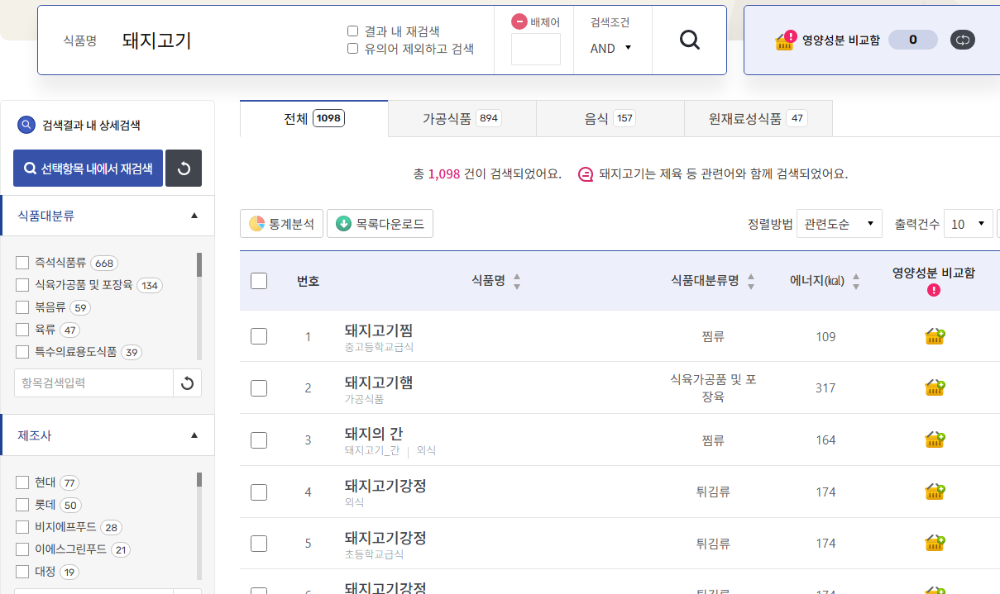 식품명 돼지고기
결과 내 재검색
유의어 제외하고 검색
배제어
검색조건
AND
영양성분 비교함 0
검색결과 내 상세검색
선택항목 내에서 재검색
식품대분류
즉석식품류 668
식육가공품 및 포장육 134
볶음류 59
육류 47
특수의료용도식품 39
항목검색입력
제조사
현대 77
롯데 50
비지에프푸드 28
이에스그린푸드 21
대정 19
전체 1098 가공식품 894 음식 157 원재료성식품 47
총 1,098 건이 검색되었어요. 돼지고기는 제육 등 관련어와 함께 검색되었어요.
통계분석 목록다운로드 정렬방법 관련도순 출력건수 10
번호 식품명 식품대분류명 에너지(㎉) 영양성분 비교함
1 돼지고기찜 찜류 109
중고등학교급식
2 돼지고기햄 식육가공품 및 포 317
가공식품 장육
3 돼지의 간 찜류 164
돼지고기_간 | 외식
4 돼지고기강정 튀김류 174
외식
5 돼지고기강정 튀김류 174
초등학교급식
6 돼지고기강정 튀김류 174